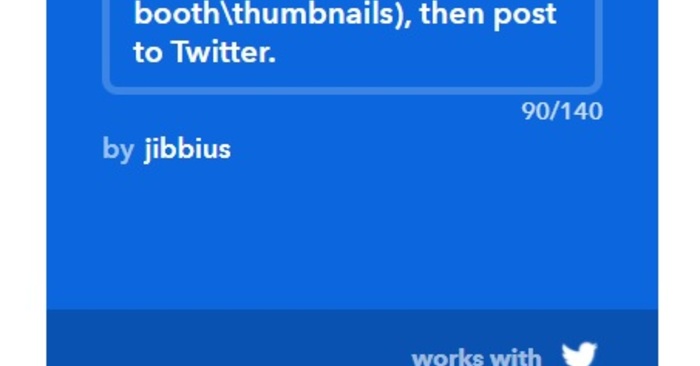 booth\thumbnails), then post
to Twitter.
90/140
by jibbius
works with